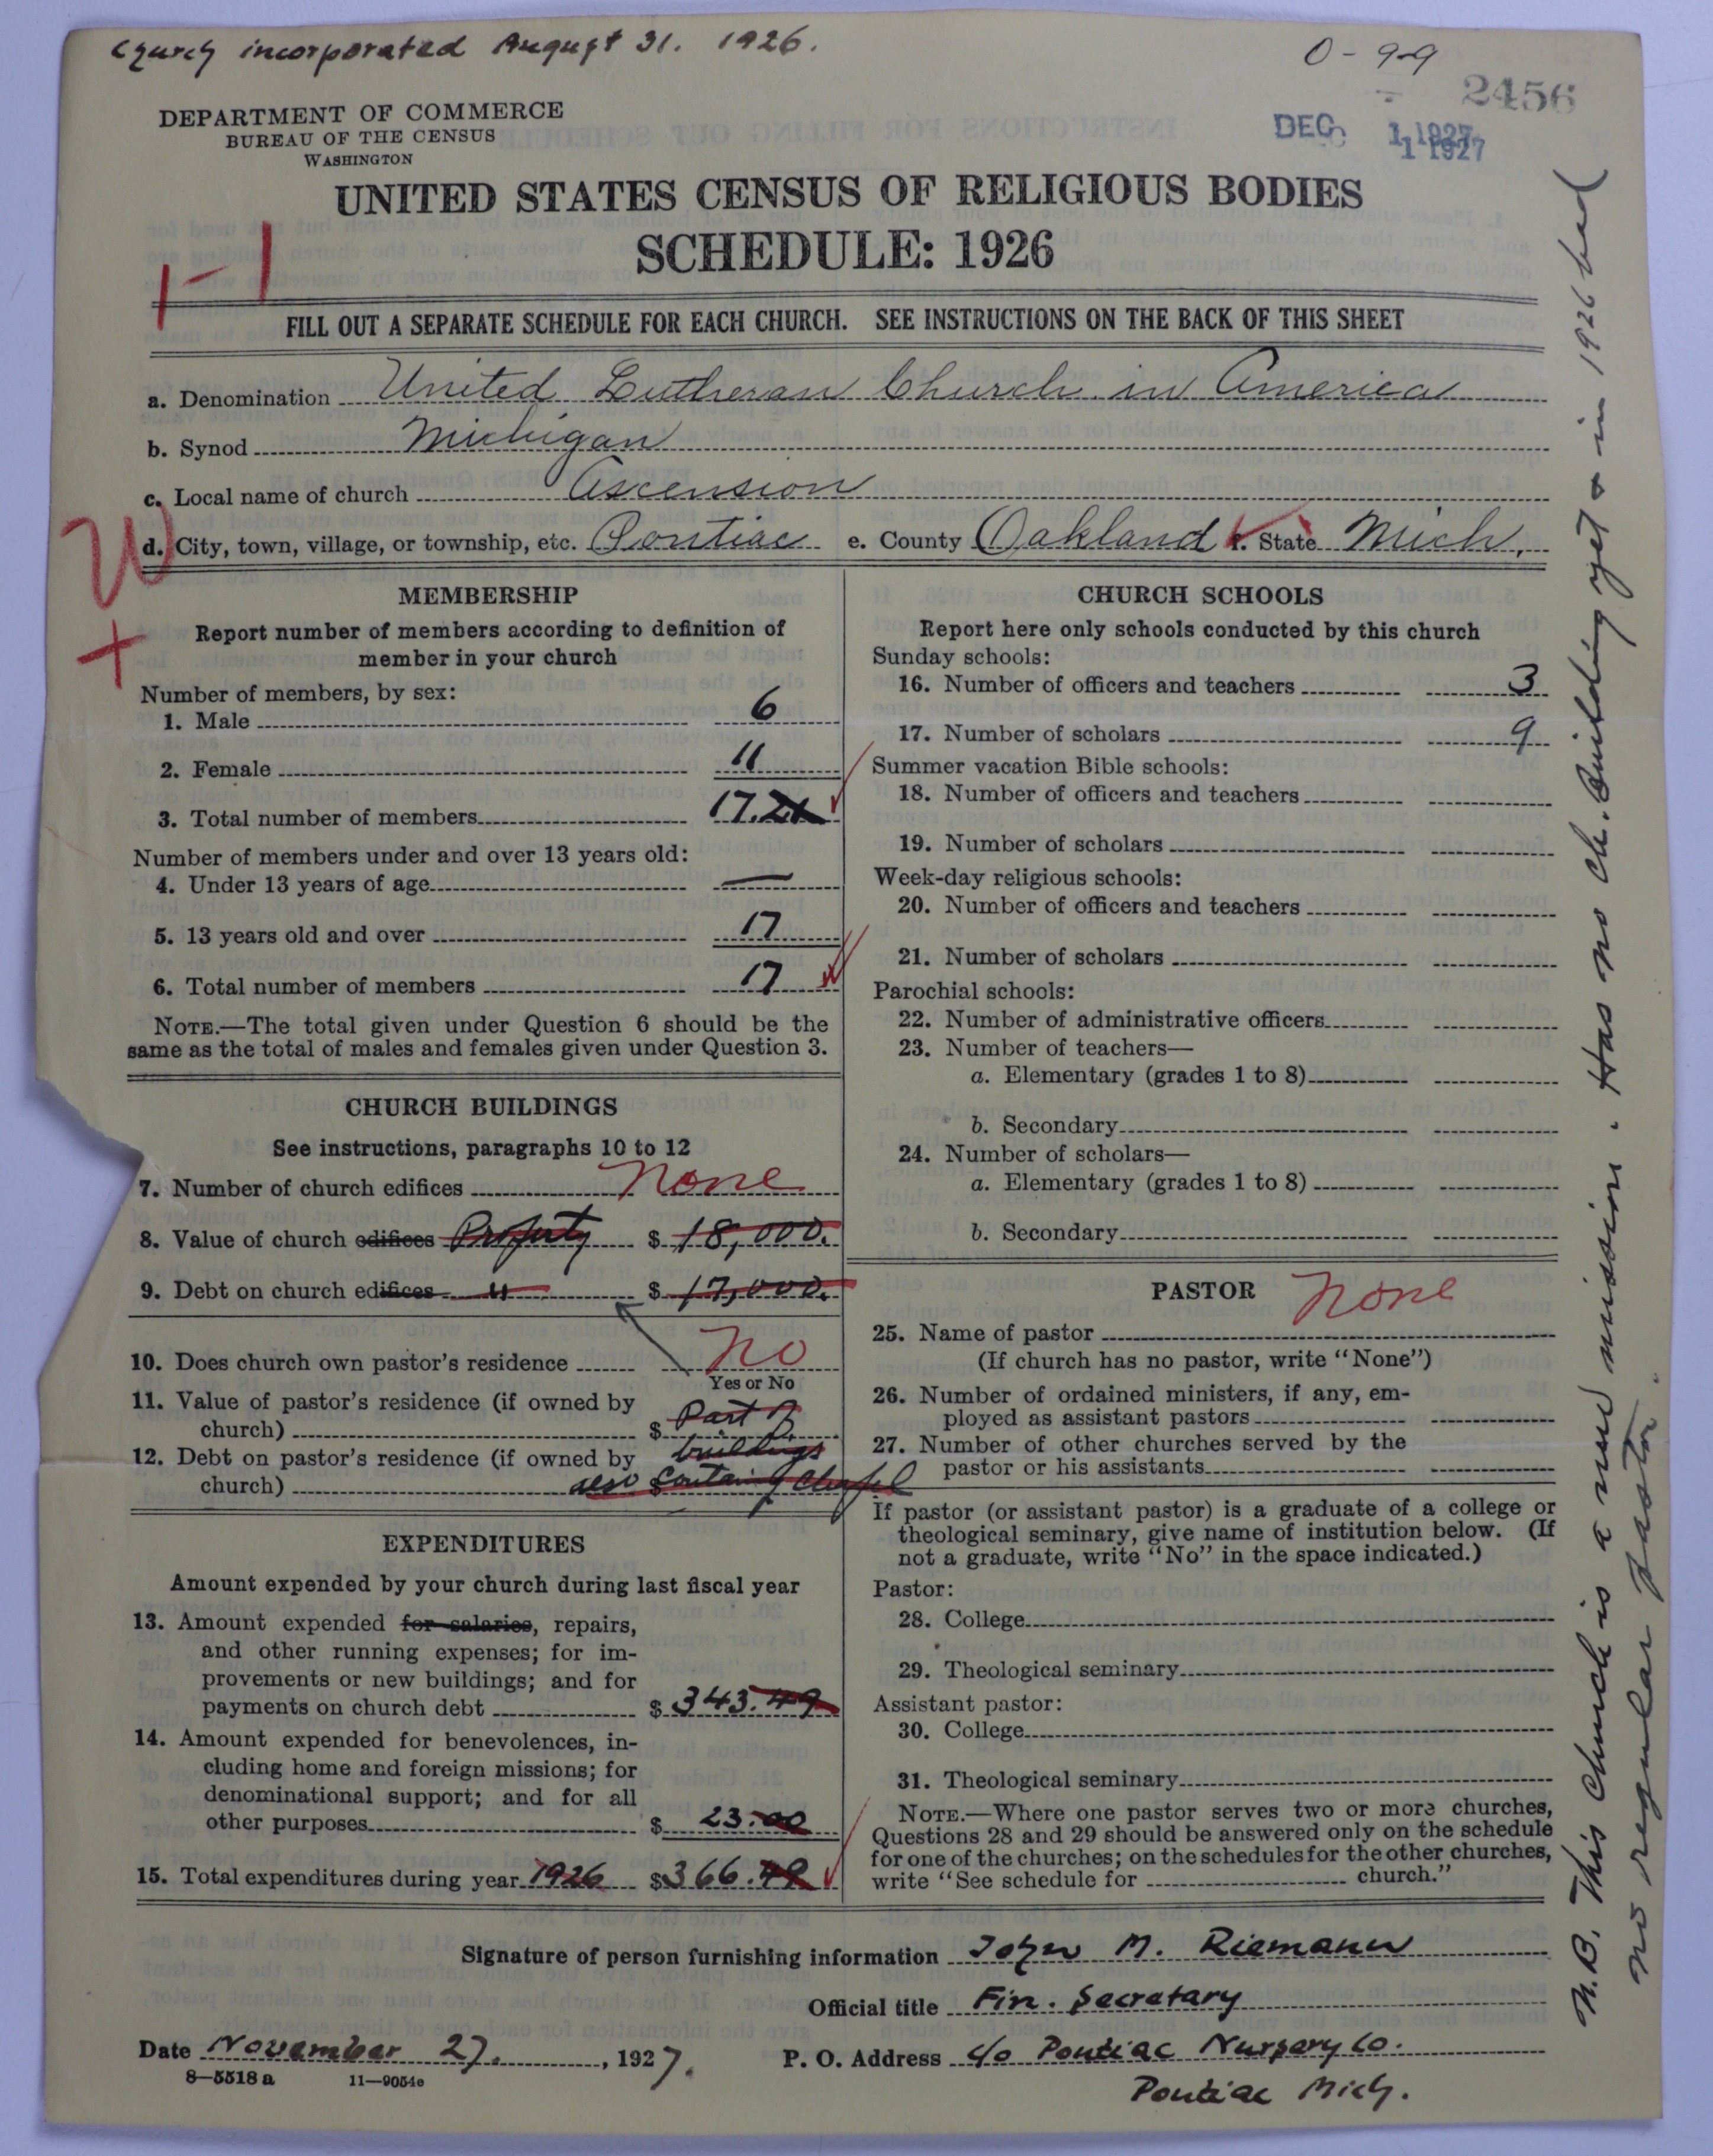 Church incorporated August 31. 1926.
0-99
2456
DEPARTMENT OF COMMERCE
BUREAU OF THE CENSUS
WASHINGTON
DEC 1 1927
1 1927
UNITED STATES CENSUS OF RELIGIOUS BODIES
SCHEDULE: 1926
1-1
FILL OUT A SEPARATE SCHEDULE FOR EACH CHURCH. SEE INSTRUCTIONS ON THE BACK OF THIS SHEET
a. Denomination United Lutheran Church in America
b. Synod Michigan
c. Local name of church Ascension
d. City, town, village, or township, etc. Pontiac e. County Oakland f. State Mich.
W
+
MEMBERSHIP
Report number of members according to definition of
member in your church
Number of members, by sex:
1. Male 6
2. Female 11
3. Total number of members 17. 21
Number of members under and over 13 years old:
4. Under 13 years of age —
5. 13 years old and over 17
6. Total number of members 17
NOTE.—The total given under Question 6 should be the
same as the total of males and females given under Question 3.
CHURCH BUILDINGS
See instructions, paragraphs 10 to 12
7. Number of church edifices None
8. Value of church edifices Property $ 18,000.
9. Debt on church edifices " $ 17,000.
10. Does church own pastor's residence No
Yes or No
11. Value of pastor's residence (if owned by
church) $ Part of
12. Debt on pastor's residence (if owned by buildings
church) also $ containing chapel
EXPENDITURES
Amount expended by your church during last fiscal year
13. Amount expended for salaries, repairs,
and other running expenses; for im-
provements or new buildings; and for
payments on church debt $ 343.49
14. Amount expended for benevolences, in-
cluding home and foreign missions; for
denominational support; and for all
other purposes $ 23.00
15. Total expenditures during year 1926 $ 366.49
CHURCH SCHOOLS
Report here only schools conducted by this church
Sunday schools:
16. Number of officers and teachers 3
17. Number of scholars 9
Summer vacation Bible schools:
18. Number of officers and teachers
19. Number of scholars
Week-day religious schools:
20. Number of officers and teachers
21. Number of scholars
Parochial schools:
22. Number of administrative officers
23. Number of teachers—
a. Elementary (grades 1 to 8)
b. Secondary
24. Number of scholars—
a. Elementary (grades 1 to 8)
b. Secondary
PASTOR None
25. Name of pastor
(If church has no pastor, write "None")
26. Number of ordained ministers, if any, em-
ployed as assistant pastors
27. Number of other churches served by the
pastor or his assistants
If pastor (or assistant pastor) is a graduate of a college or
theological seminary, give name of institution below. (If
not a graduate, write "No" in the space indicated.)
Pastor:
28. College
29. Theological seminary
Assistant pastor:
30. College
31. Theological seminary
NOTE.—Where one pastor serves two or more churches,
Questions 28 and 29 should be answered only on the schedule
for one of the churches; on the schedules for the other churches,
write "See schedule for church."
Signature of person furnishing information John M. Riemann
Official title Fin. Secretary
Date November 27. , 1927.
P. O. Address c/o Pontiac Nursery Co.
Pontiac Mich.
8—5518 a 11—9054c
N.B. This Church is a new mission. Has no ch. building yet & in 1926 had
no regular pastor.